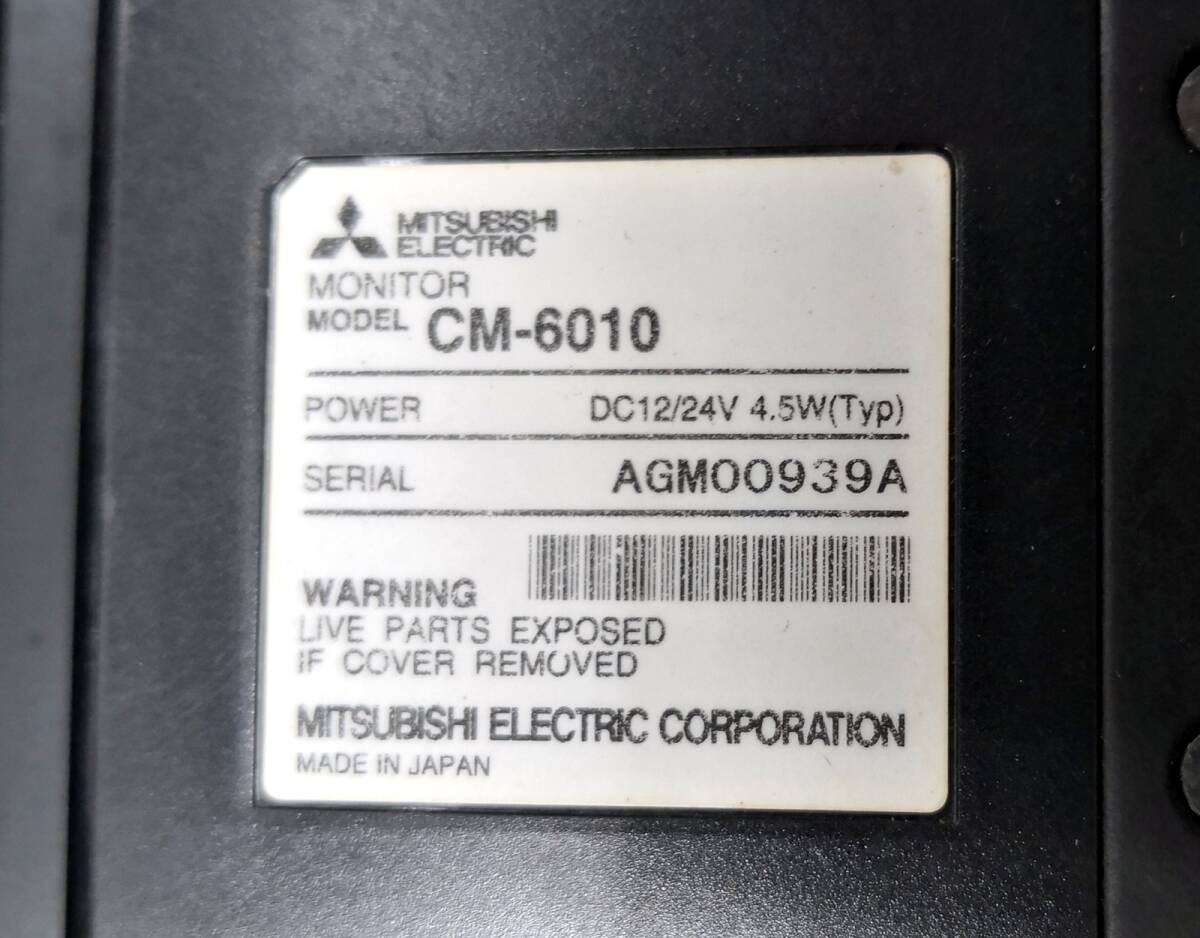 MITSUBISHI
ELECTRIC
MONITOR
MODEL CM-6010
POWER DC12/24V 4.5W(Typ)
SERIAL AGM00939A
WARNING
LIVE PARTS EXPOSED
IF COVER REMOVED
MITSUBISHI ELECTRIC CORPORATION
MADE IN JAPAN